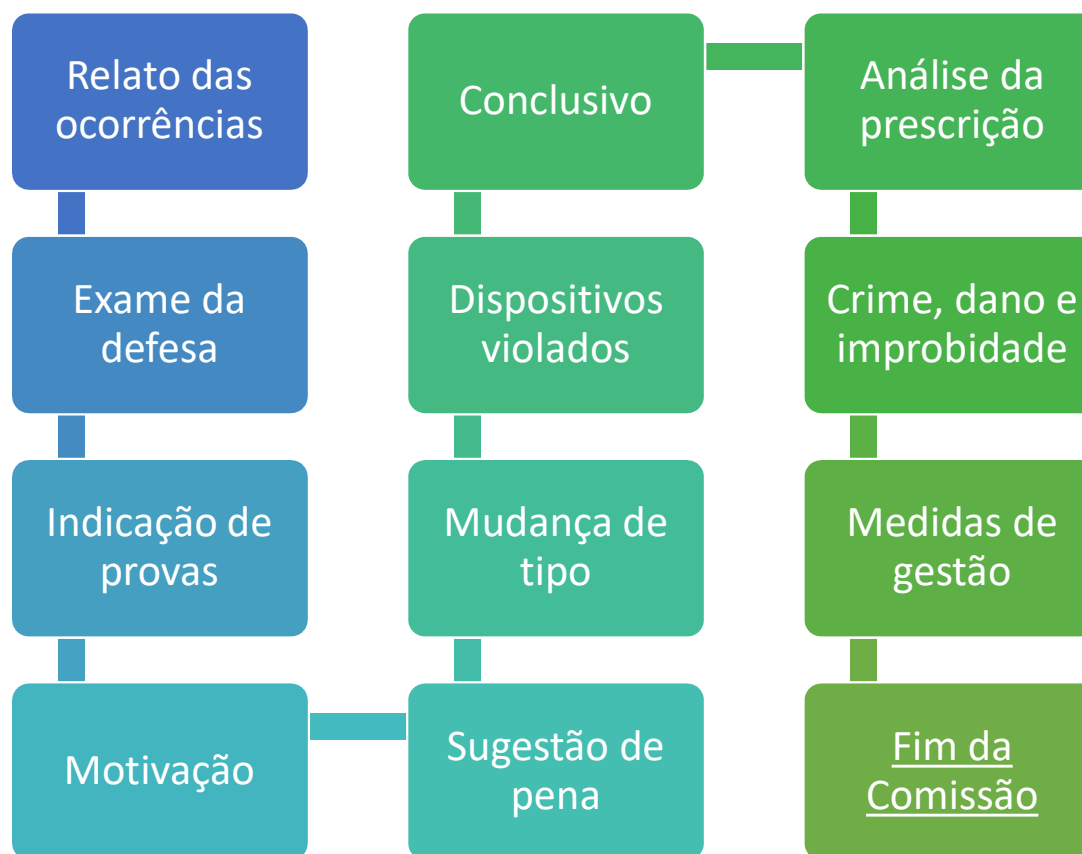 Relato das
ocorrências
Exame da
defesa
Indicação de
provas
Motivação
Sugestão de
pena
Mudança de
tipo
Dispositivos
violados
Conclusivo
Análise da
prescrição
Crime, dano e
improbidade
Medidas de
gestão
Fim da
Comissão